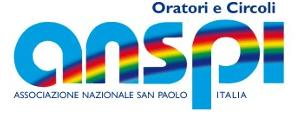 Oratori e Circoli
anspi
ASSOCIAZIONE NAZIONALE SAN PAOLO ITALIA